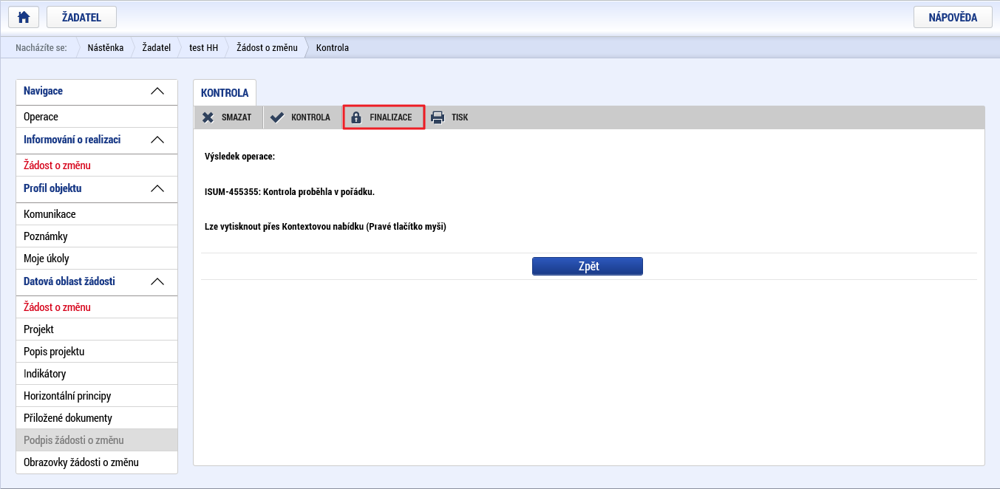 ŽADATEL
NÁPOVĚDA
Nacházíte se: Nástěnka Žadatel test HH Žádost o změnu Kontrola
Navigace
Operace
Informování o realizaci
Žádost o změnu
Profil objektu
Komunikace
Poznámky
Moje úkoly
Datová oblast žádosti
Žádost o změnu
Projekt
Popis projektu
Indikátory
Horizontální principy
Přiložené dokumenty
Podpis žádosti o změnu
Obrazovky žádosti o změnu
KONTROLA
SMAZAT KONTROLA FINALIZACE TISK
Výsledek operace:
ISUM-455355: Kontrola proběhla v pořádku.
Lze vytisknout přes Kontextovou nabídku (Pravé tlačítko myši)
Zpět